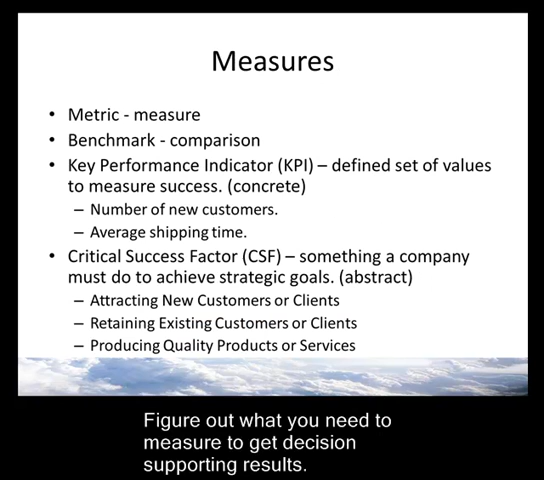 Measures
• Metric - measure
• Benchmark - comparison
• Key Performance Indicator (KPI) – defined set of values
to measure success. (concrete)
– Number of new customers.
– Average shipping time.
• Critical Success Factor (CSF) – something a company
must do to achieve strategic goals. (abstract)
– Attracting New Customers or Clients
– Retaining Existing Customers or Clients
– Producing Quality Products or Services
Figure out what you need to
measure to get decision
supporting results.